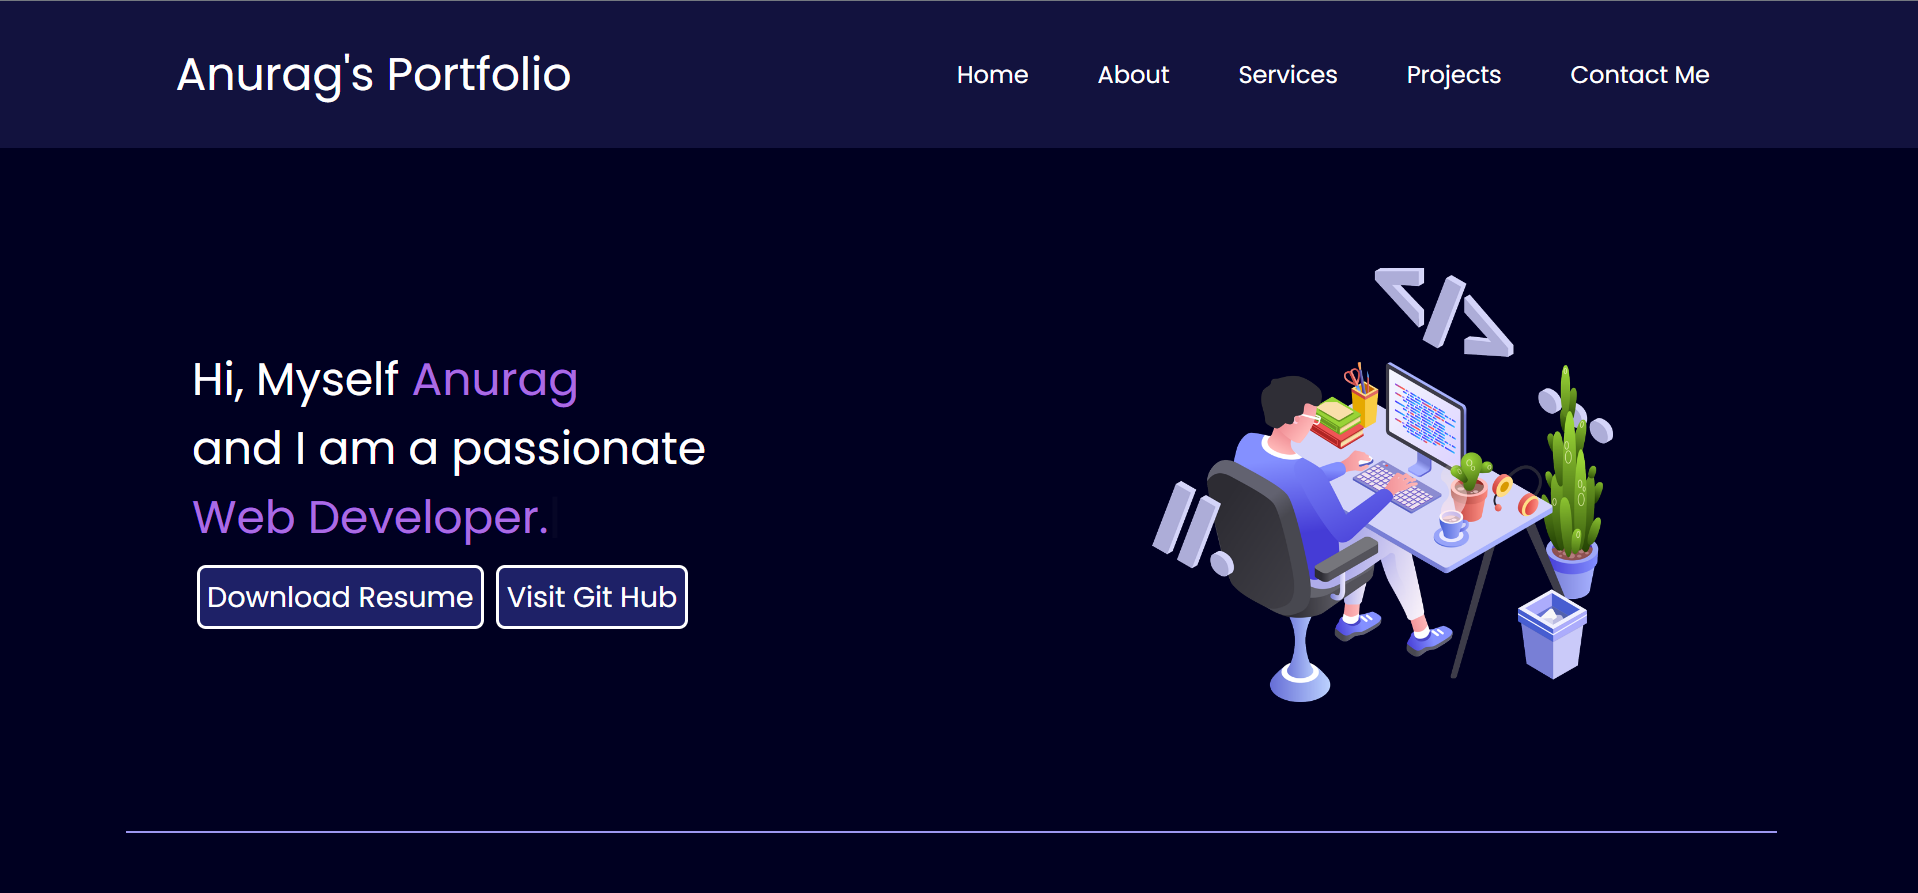 Anurag's Portfolio
Home About Services Projects Contact Me
</>
Hi, Myself Anurag
and I am a passionate
Web Developer.
Download Resume Visit Git Hub